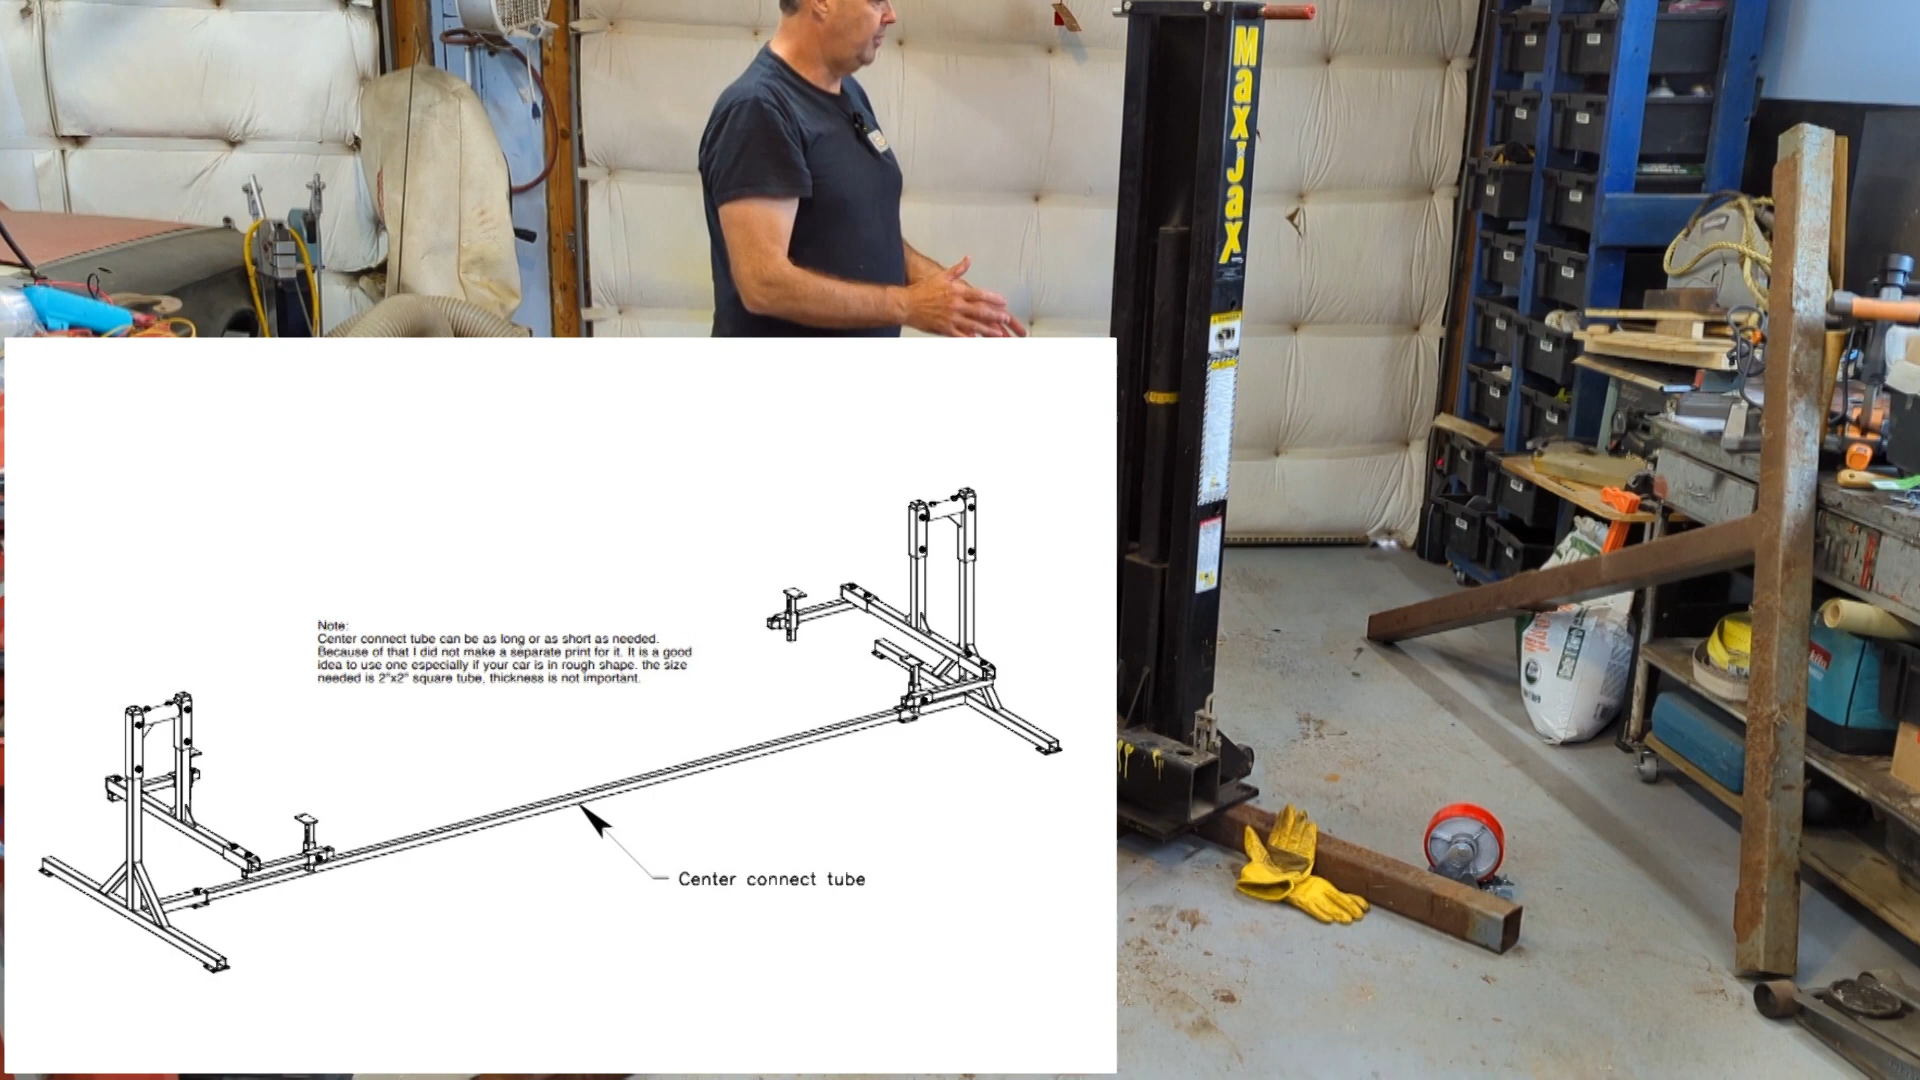 MaxJax
Note:
Center connect tube can be as long or as short as needed.
Because of that I did not make a separate print for it. It is a good
idea to use one especially if your car is in rough shape. the size
needed is 2"x2" square tube, thickness is not important.
Center connect tube